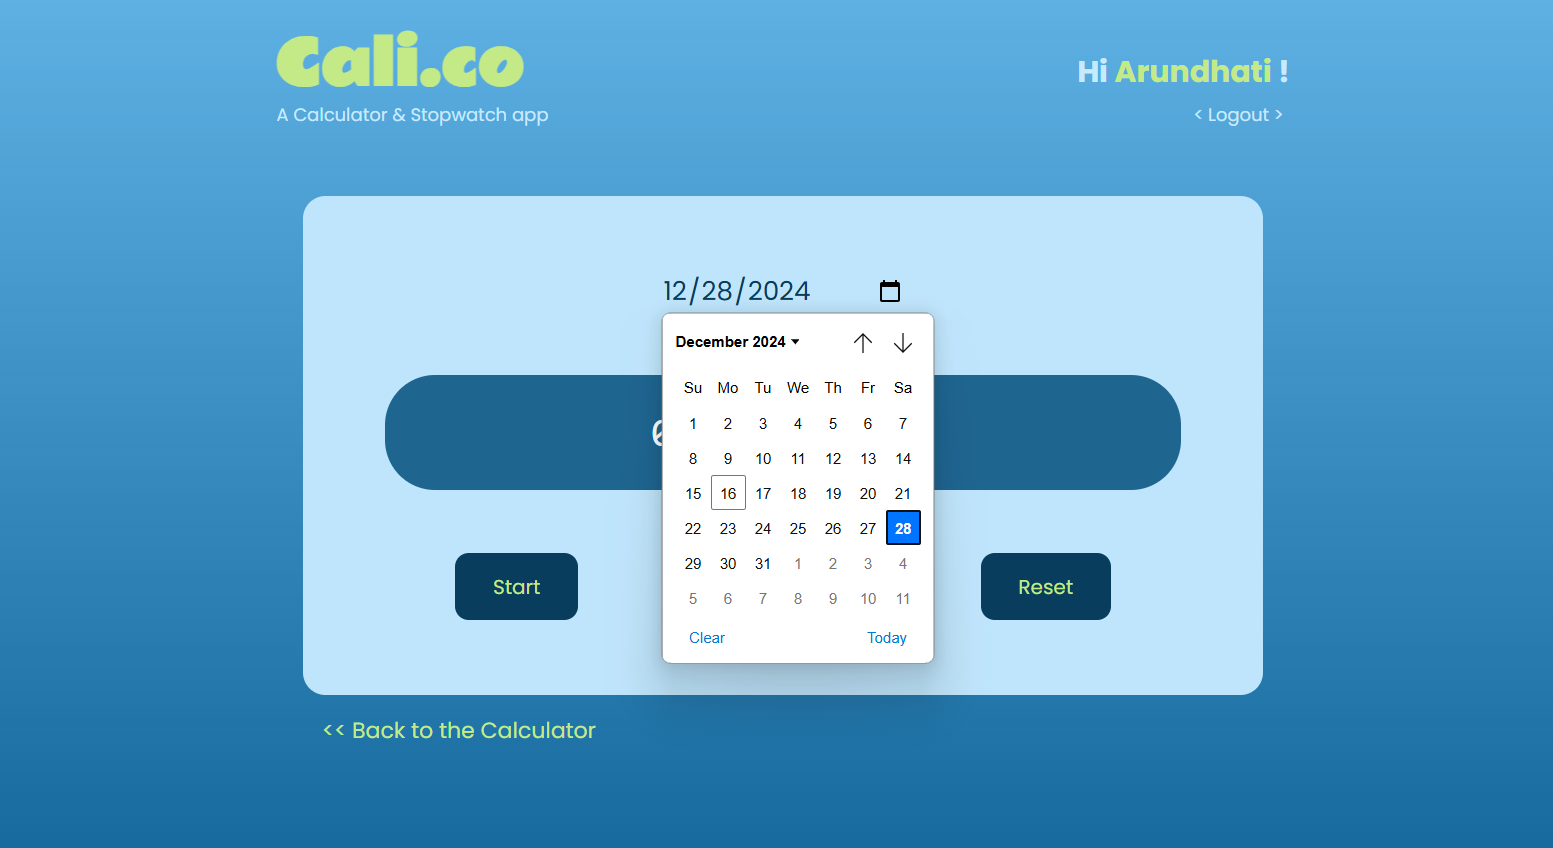 Cali.co
A Calculator & Stopwatch app
Hi Arundhati !
< Logout >
12/28/2024
December 2024
Su Mo Tu We Th Fr Sa
1 2 3 4 5 6 7
8 9 10 11 12 13 14
15 16 17 18 19 20 21
22 23 24 25 26 27 28
29 30 31 1 2 3 4
5 6 7 8 9 10 11
Clear Today
Start
Reset
<< Back to the Calculator